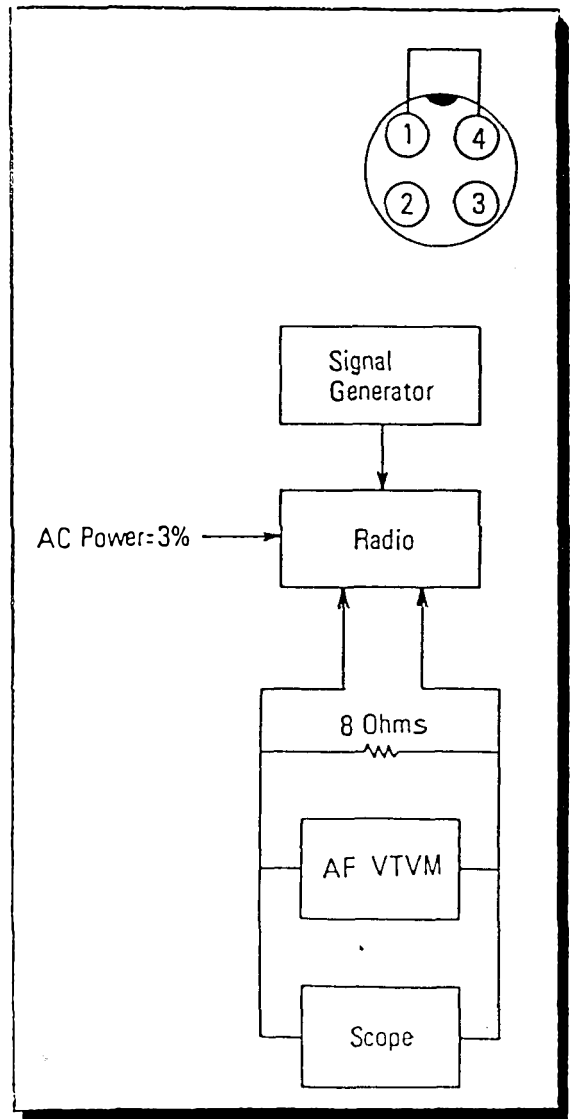 1 4
2 3
Signal
Generator
AC Power=3%
Radio
8 Ohms
AF VTVM
Scope